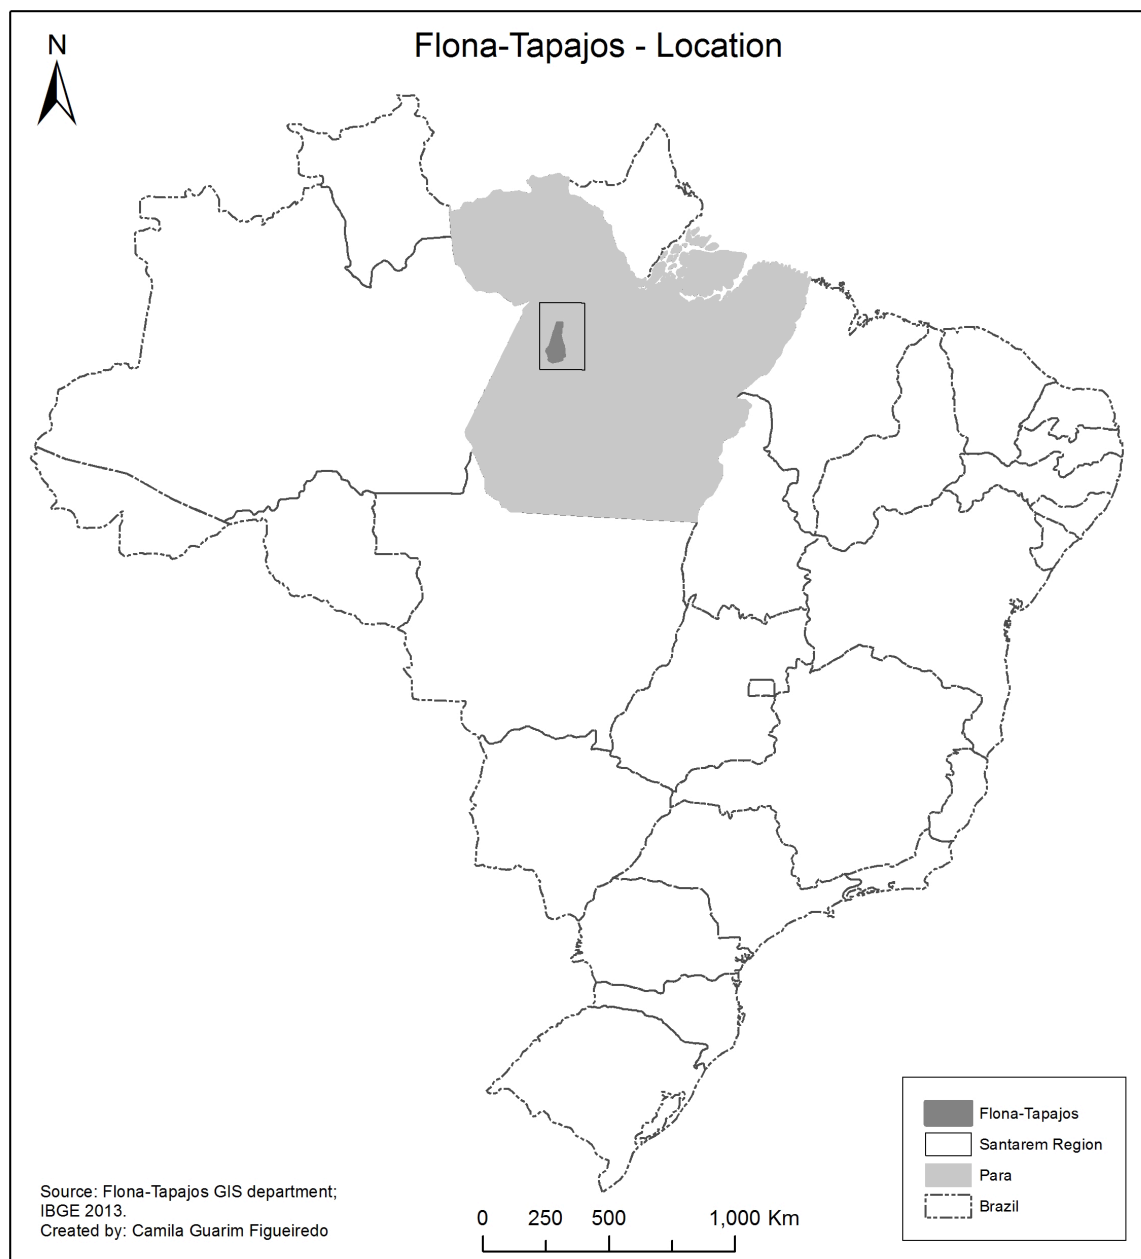 Flona-Tapajos - Location
N
Flona-Tapajos
Santarem Region
Para
Brazil
Source: Flona-Tapajos GIS department;
IBGE 2013.
Created by: Camila Guarim Figueiredo
0 250 500 1,000 Km